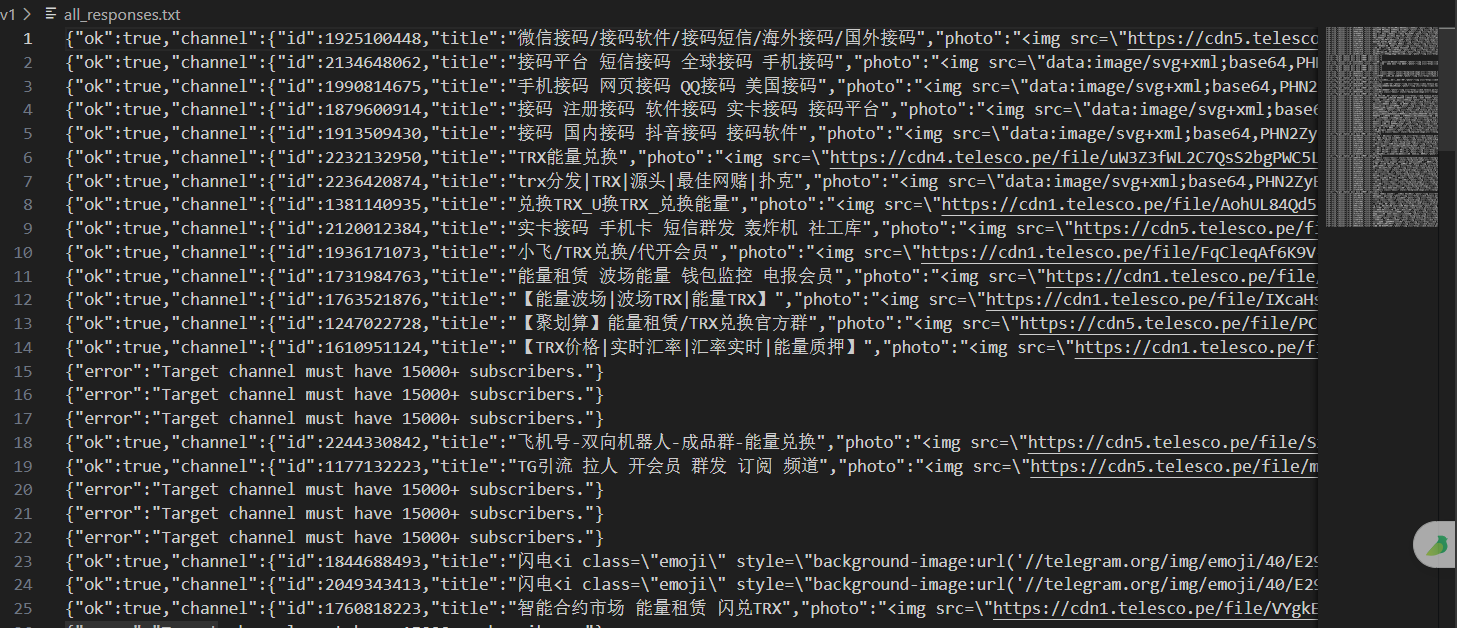 v1 > all_responses.txt
1 {"ok":true,"channel":{"id":1925100448,"title":"微信接码/接码软件/接码短信/海外接码/国外接码","photo":"<img src=\"https://cdn5.telesco
2 {"ok":true,"channel":{"id":2134648062,"title":"接码平台 短信接码 全球接码 手机接码","photo":"<img src=\"data:image/svg+xml;base64,PH
3 {"ok":true,"channel":{"id":1990814675,"title":"手机接码 网页接码 QQ接码 美国接码","photo":"<img src=\"data:image/svg+xml;base64,PHN2
4 {"ok":true,"channel":{"id":1879600914,"title":"接码 注册接码 软件接码 实卡接码 接码平台","photo":"<img src=\"data:image/svg+xml;base
5 {"ok":true,"channel":{"id":1913509430,"title":"接码 国内接码 抖音接码 接码软件","photo":"<img src=\"data:image/svg+xml;base64,PHN2Zy
6 {"ok":true,"channel":{"id":2232132950,"title":"TRX能量兑换","photo":"<img src=\"https://cdn4.telesco.pe/file/uW3Z3fWL2C7QsS2bgPWC5L
7 {"ok":true,"channel":{"id":2236420874,"title":"trx分发|TRX|源头|最佳网赌|扑克","photo":"<img src=\"data:image/svg+xml;base64,PHN2Zy
8 {"ok":true,"channel":{"id":1381140935,"title":"兑换TRX_U换TRX_兑换能量","photo":"<img src=\"https://cdn1.telesco.pe/file/AohUL84Qd5
9 {"ok":true,"channel":{"id":2120012384,"title":"实卡接码 手机卡 短信群发 轰炸机 社工库","photo":"<img src=\"https://cdn5.telesco.pe/f
10 {"ok":true,"channel":{"id":1936171073,"title":"小飞/TRX兑换/代开会员","photo":"<img src=\"https://cdn1.telesco.pe/file/FqCleqAf6K9V
11 {"ok":true,"channel":{"id":1731984763,"title":"能量租赁 波场能量 钱包监控 电报会员","photo":"<img src=\"https://cdn1.telesco.pe/file
12 {"ok":true,"channel":{"id":1763521876,"title":"【能量波场|波场TRX|能量TRX】","photo":"<img src=\"https://cdn1.telesco.pe/file/IXcaH
13 {"ok":true,"channel":{"id":1247022728,"title":"【聚划算】能量租赁/TRX兑换官方群","photo":"<img src=\"https://cdn5.telesco.pe/file/PC
14 {"ok":true,"channel":{"id":1610951124,"title":"【TRX价格|实时汇率|汇率实时|能量质押】","photo":"<img src=\"https://cdn1.telesco.pe/f
15 {"error":"Target channel must have 15000+ subscribers."}
16 {"error":"Target channel must have 15000+ subscribers."}
17 {"error":"Target channel must have 15000+ subscribers."}
18 {"ok":true,"channel":{"id":2244330842,"title":"飞机号-双向机器人-成品群-能量兑换","photo":"<img src=\"https://cdn5.telesco.pe/file/S
19 {"ok":true,"channel":{"id":1177132223,"title":"TG引流 拉人 开会员 群发 订阅 频道","photo":"<img src=\"https://cdn5.telesco.pe/file/m
20 {"error":"Target channel must have 15000+ subscribers."}
21 {"error":"Target channel must have 15000+ subscribers."}
22 {"error":"Target channel must have 15000+ subscribers."}
23 {"ok":true,"channel":{"id":1844688493,"title":"闪电<i class=\"emoji\" style=\"background-image:url('//telegram.org/img/emoji/40/E29
24 {"ok":true,"channel":{"id":2049343413,"title":"闪电<i class=\"emoji\" style=\"background-image:url('//telegram.org/img/emoji/40/E29
25 {"ok":true,"channel":{"id":1760818223,"title":"智能合约市场 能量租赁 闪兑TRX","photo":"<img src=\"https://cdn1.telesco.pe/file/VYgkE